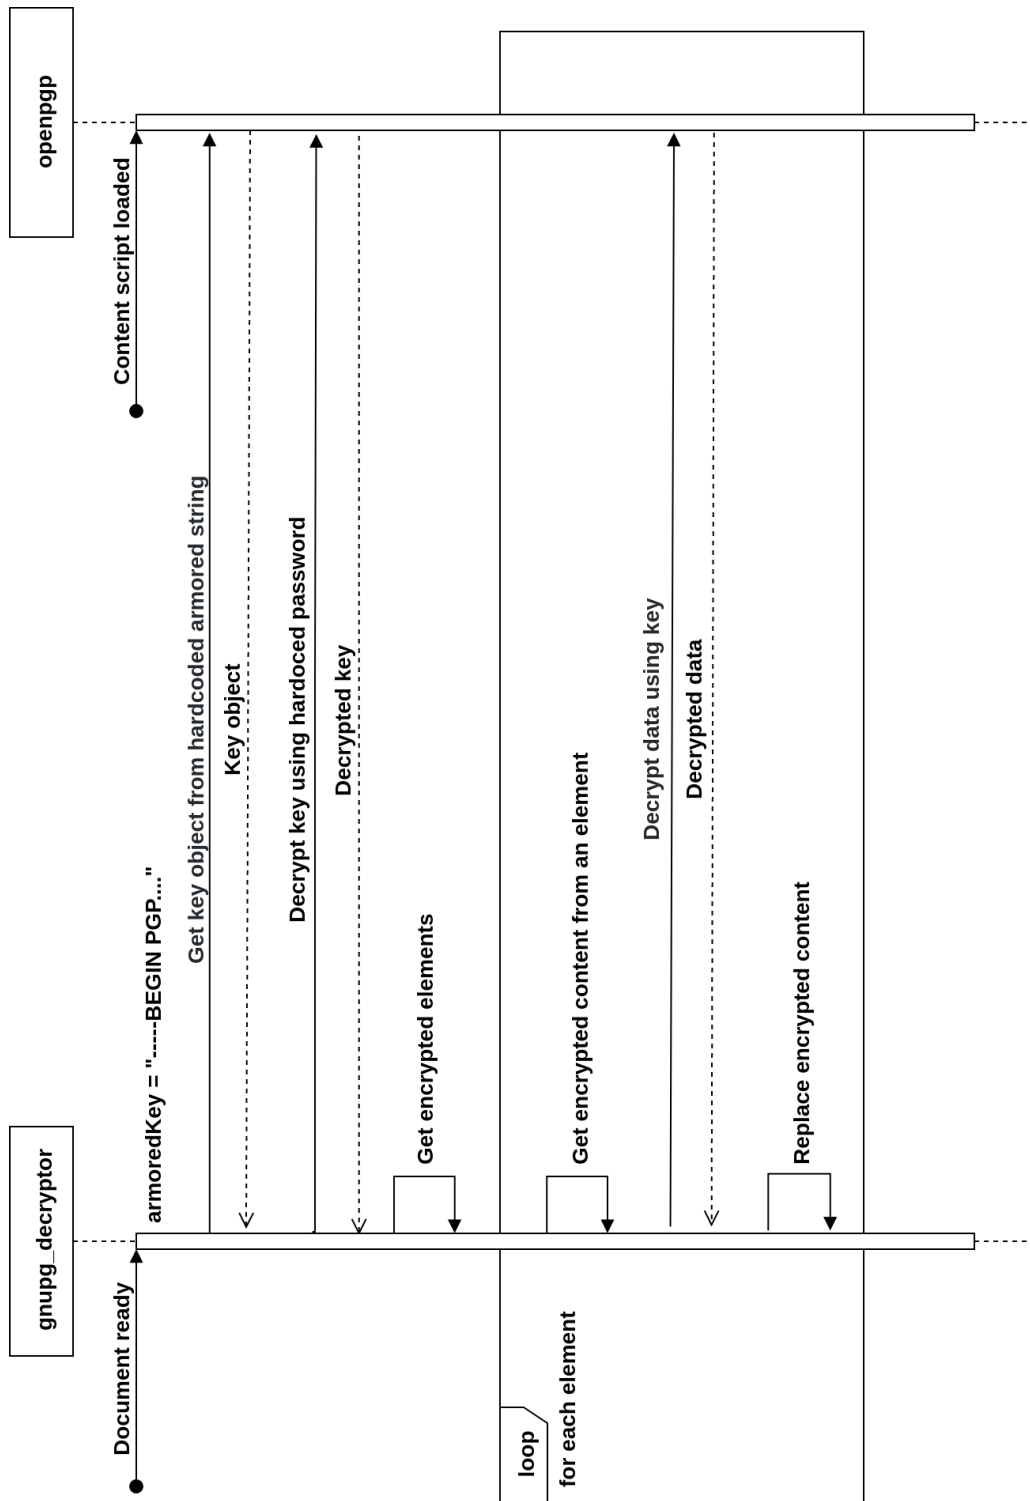 gnupg_decryptor
openpgp
Document ready
Content script loaded
armoredKey = "-----BEGIN PGP...."
Get key object from hardcoded armored string
Key object
Decrypt key using hardoced password
Decrypted key
Get encrypted elements
loop
for each element
Get encrypted content from an element
Decrypt data using key
Decrypted data
Replace encrypted content